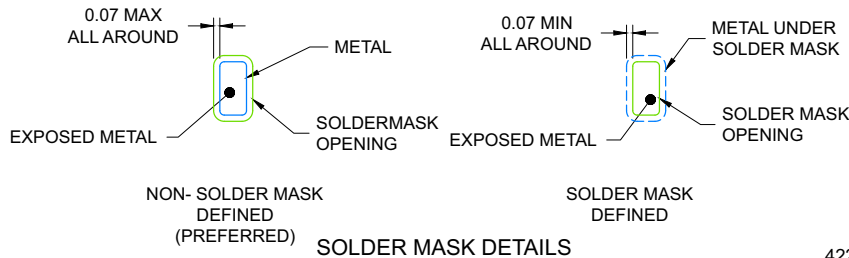 0.07 MAX
ALL AROUND
METAL
EXPOSED METAL
SOLDERMASK
OPENING
NON- SOLDER MASK
DEFINED
(PREFERRED)
0.07 MIN
ALL AROUND
METAL UNDER
SOLDER MASK
EXPOSED METAL
SOLDER MASK
OPENING
SOLDER MASK
DEFINED
SOLDER MASK DETAILS